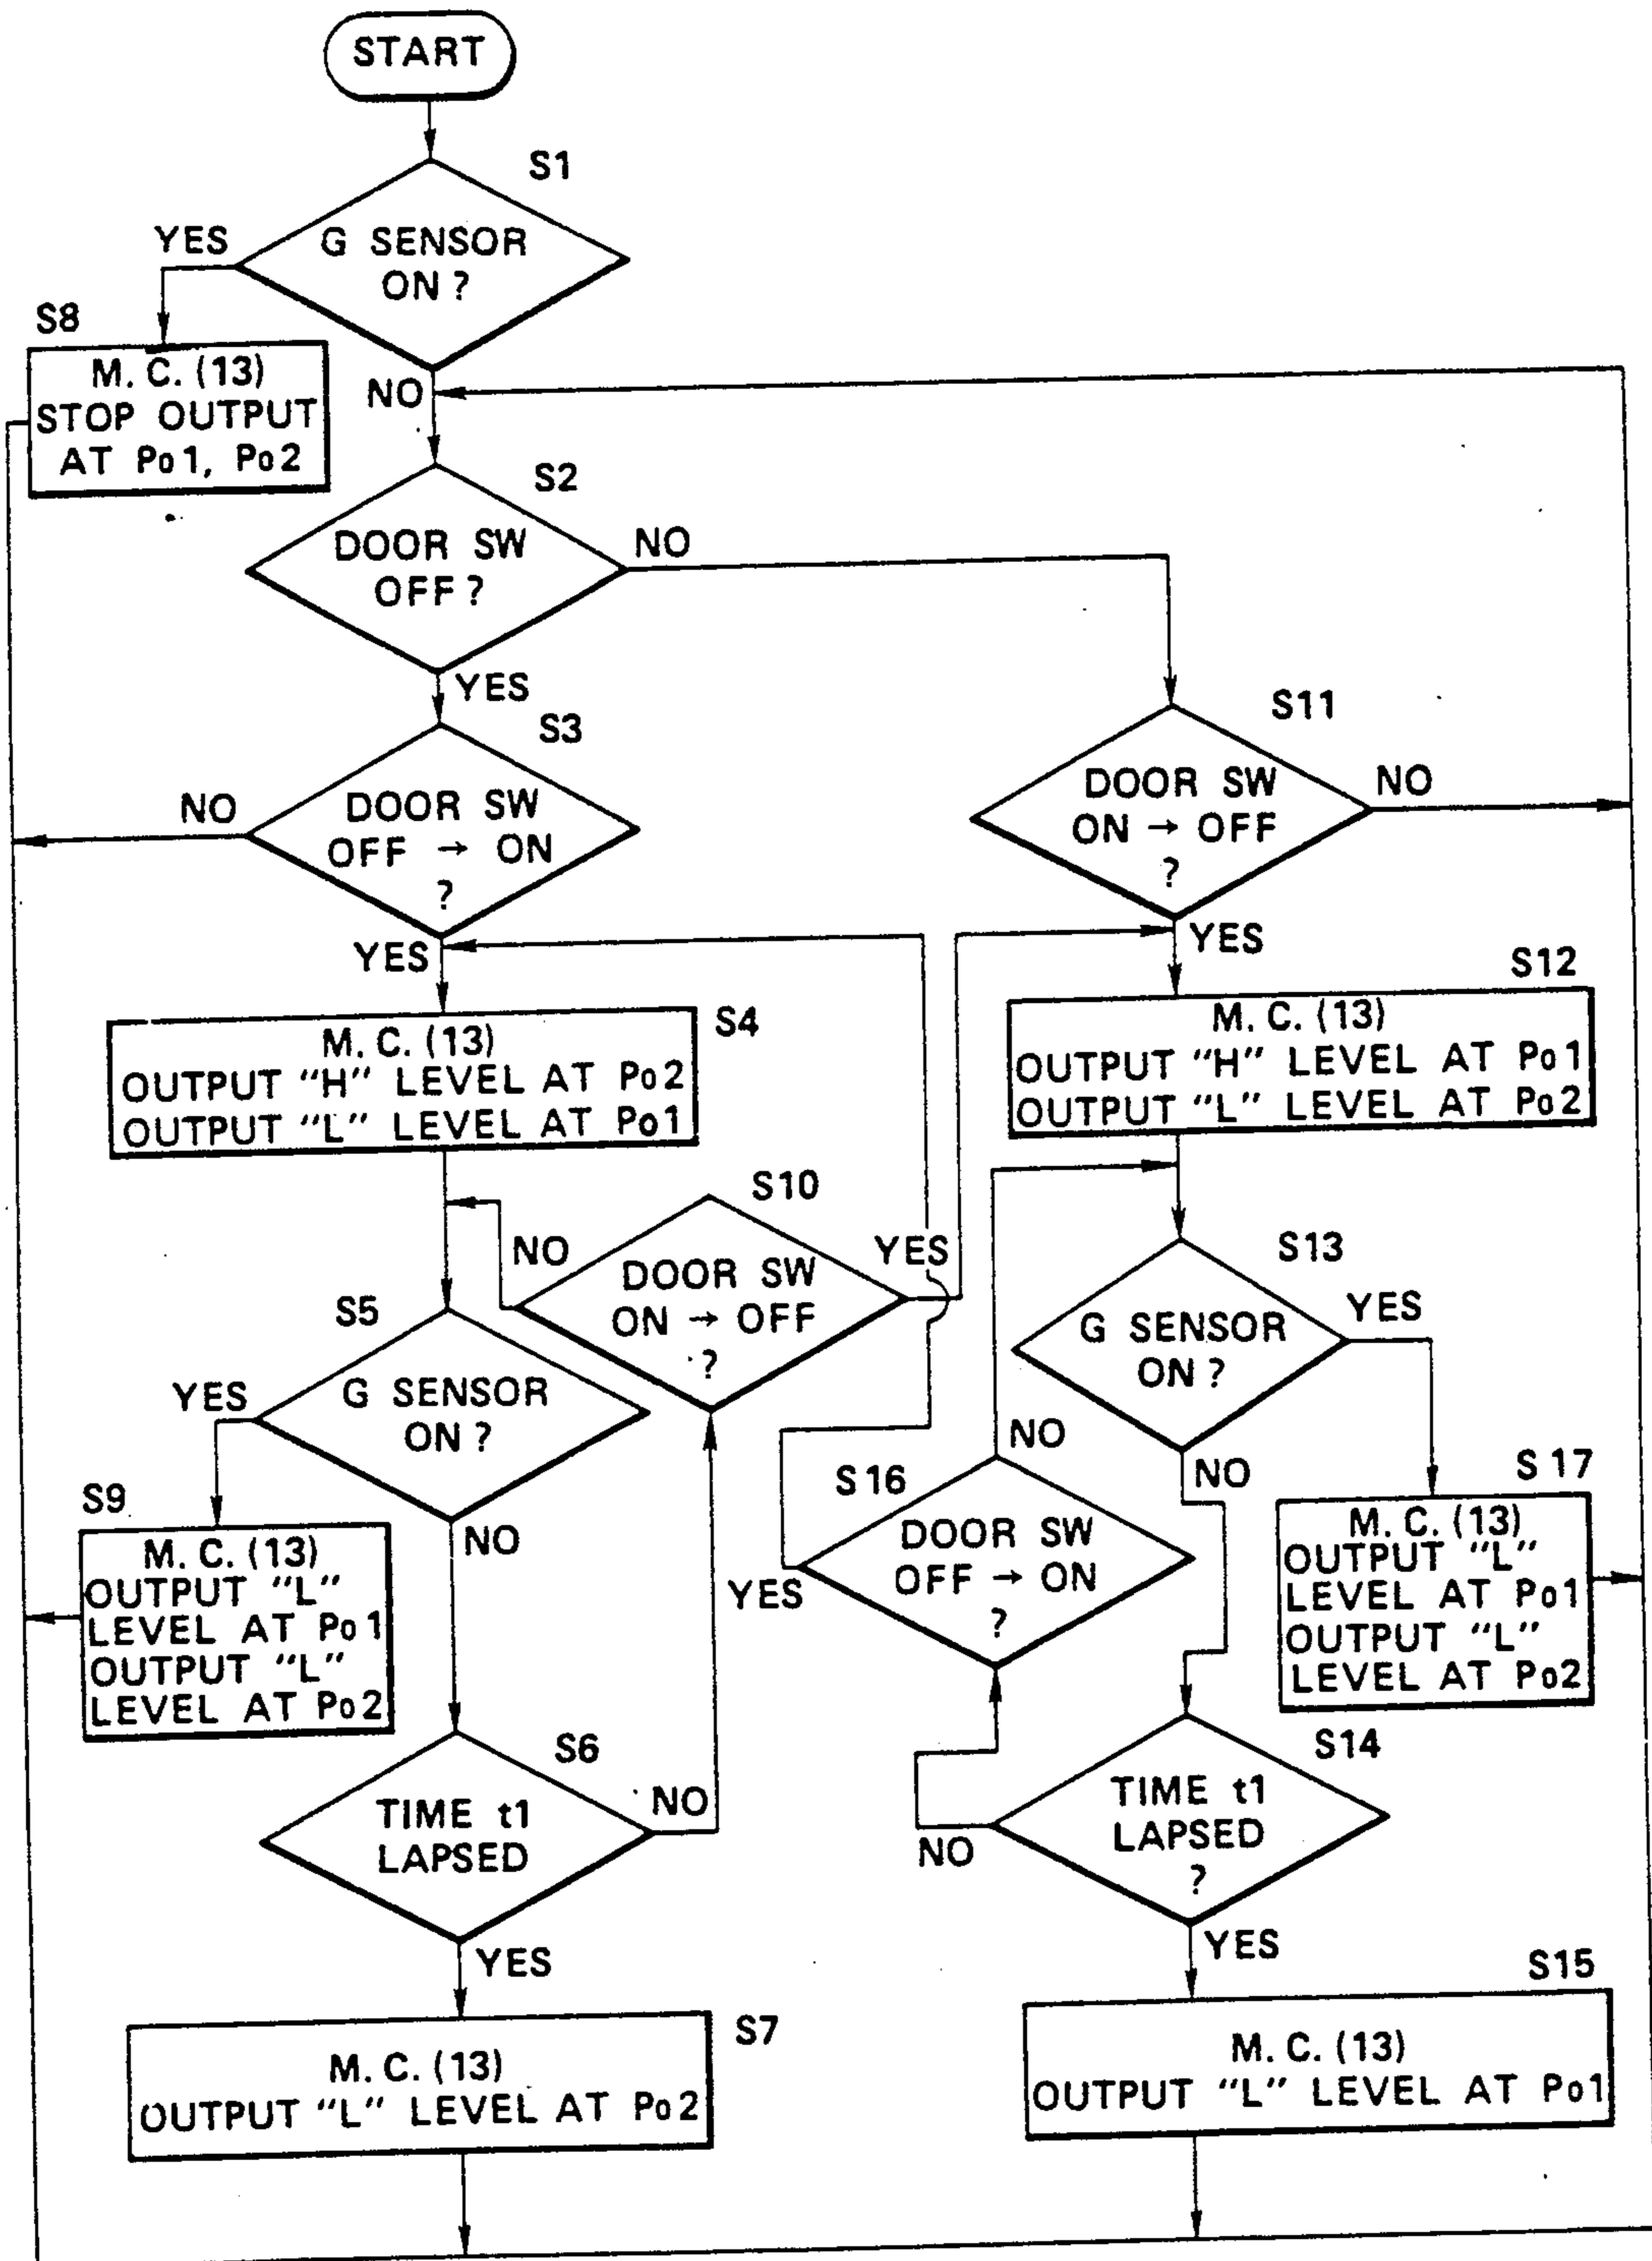 START
S1
YES
G SENSOR
ON ?
S8
M. C. (13)
STOP OUTPUT
AT Po1, Po2
NO
S2
DOOR SW
OFF ?
NO
YES
S3
NO
DOOR SW
OFF → ON
?
YES
S11
DOOR SW
ON → OFF
?
NO
YES
S4
M. C. (13)
OUTPUT "H" LEVEL AT Po2
OUTPUT "L" LEVEL AT Po1
S12
M. C. (13)
OUTPUT "H" LEVEL AT Po1
OUTPUT "L" LEVEL AT Po2
S10
NO
YES
DOOR SW
ON → OFF
?
S13
G SENSOR
ON ?
YES
NO
S5
YES
G SENSOR
ON ?
NO
S9
M. C. (13)
OUTPUT "L"
LEVEL AT Po1
OUTPUT "L"
LEVEL AT Po2
S16
NO
DOOR SW
OFF → ON
?
YES
S17
M. C. (13)
OUTPUT "L"
LEVEL AT Po1
OUTPUT "L"
LEVEL AT Po2
S6
TIME t1
LAPSED
NO
YES
S14
TIME t1
LAPSED
?
NO
YES
S7
M. C. (13)
OUTPUT "L" LEVEL AT Po2
S15
M. C. (13)
OUTPUT "L" LEVEL AT Po1